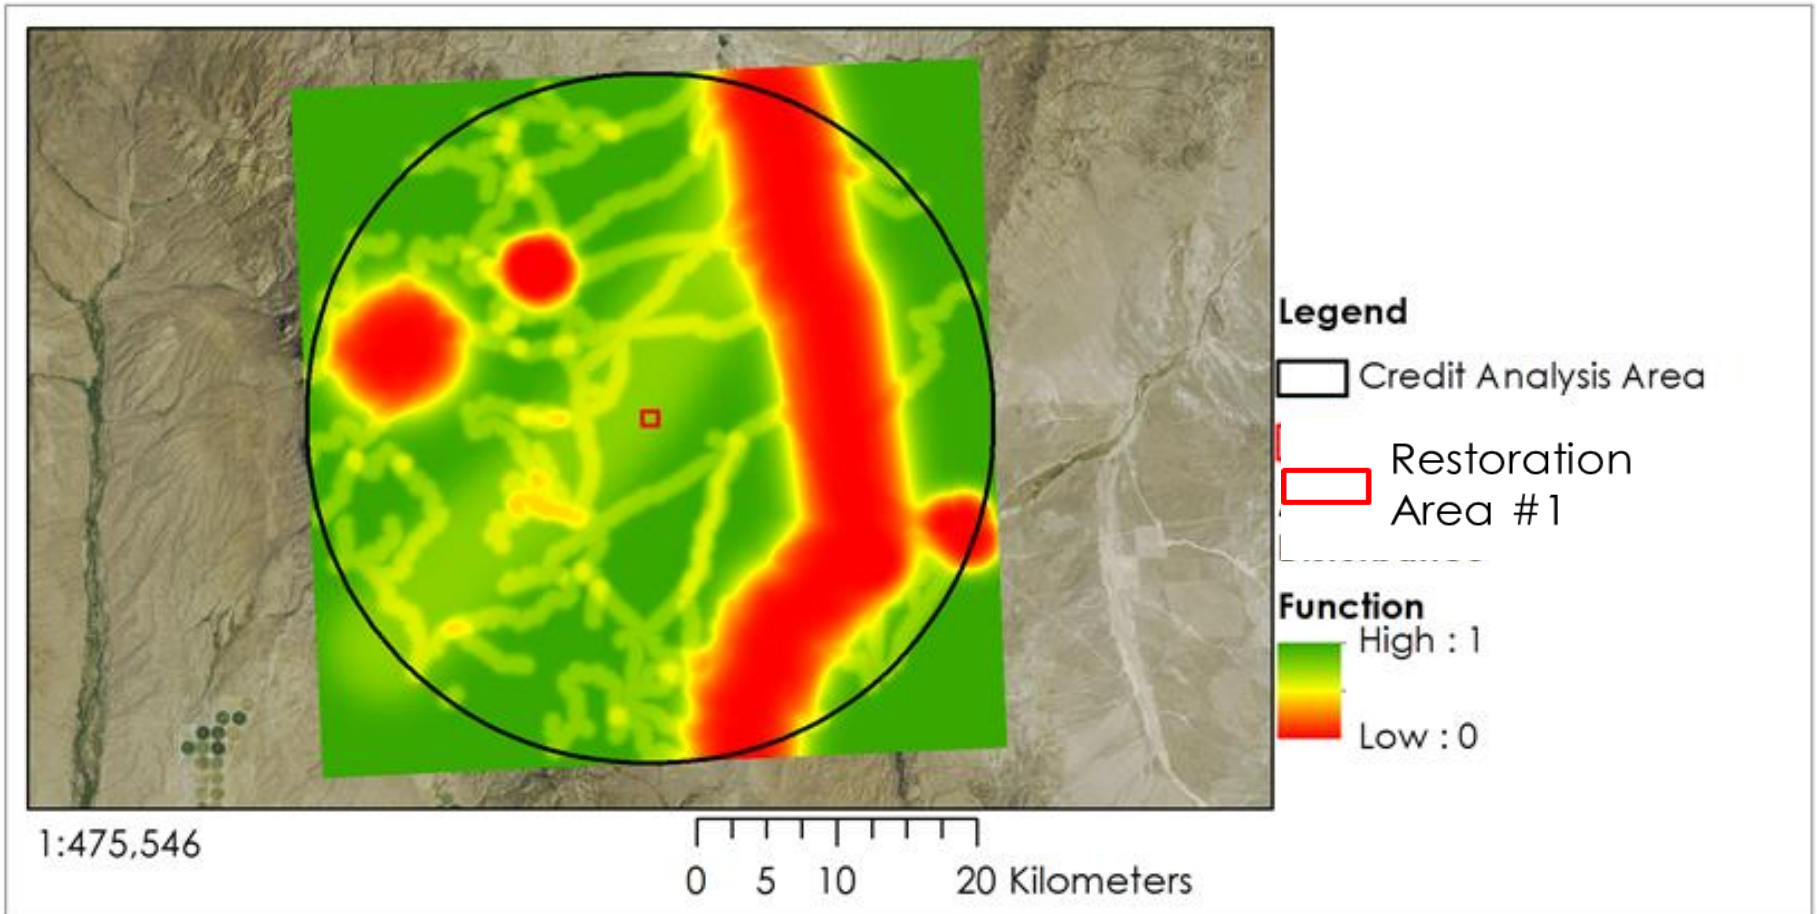 Legend
Credit Analysis Area
Restoration
Area #1
Function
High : 1
Low : 0
1:475,546
0 5 10 20 Kilometers